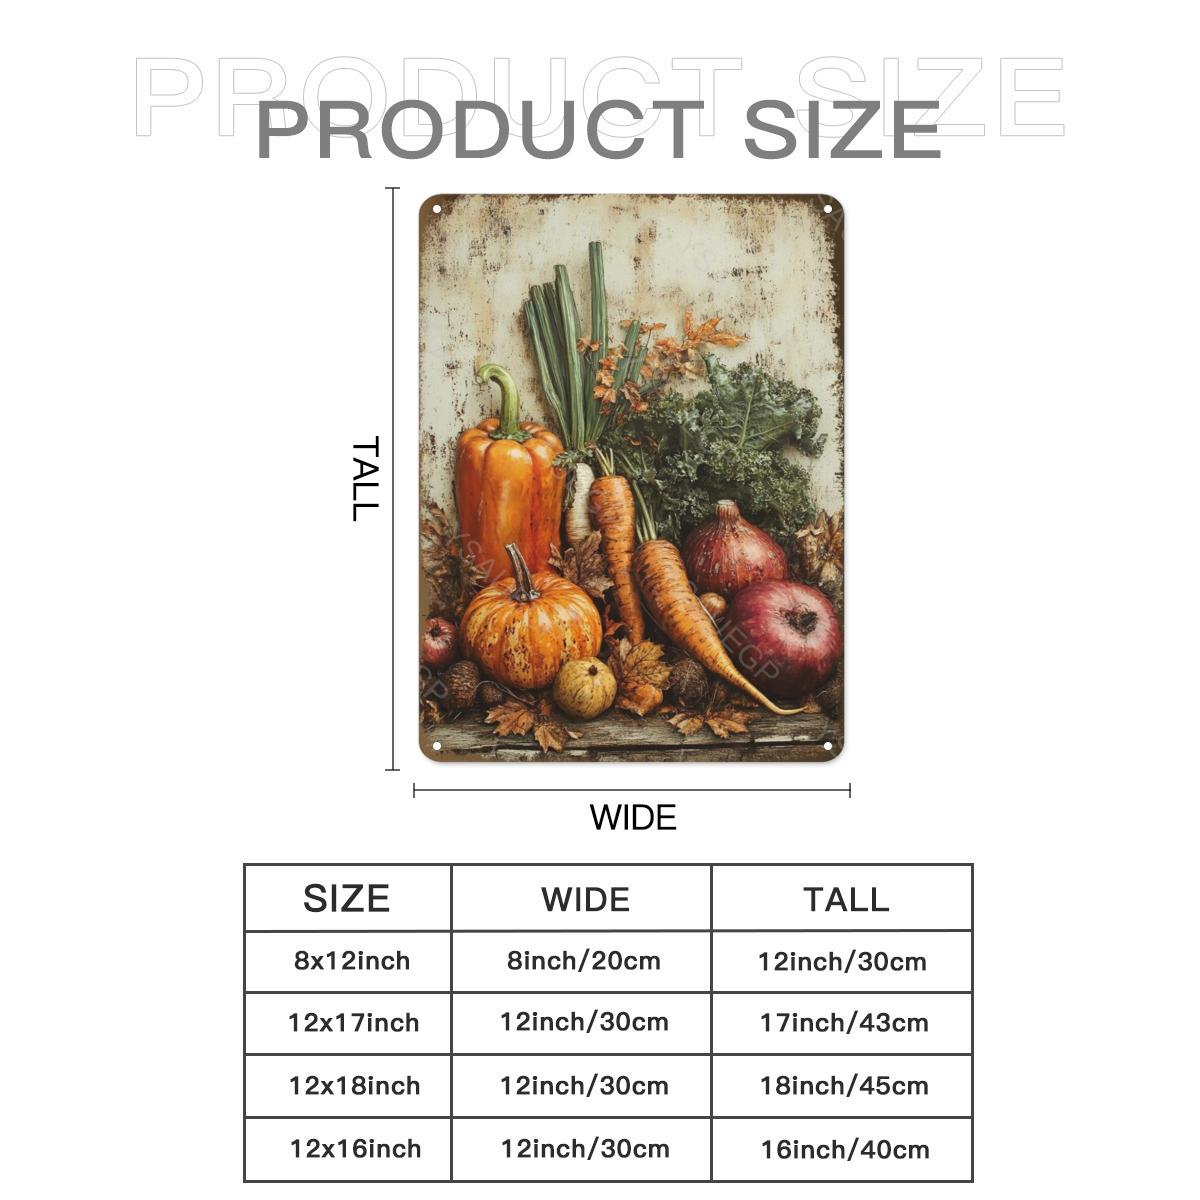 PRODUCT SIZE
PRODUCT SIZE
TALL
WIDE
SIZE WIDE TALL
8x12inch 8inch/20cm 12inch/30cm
12x17inch 12inch/30cm 17inch/43cm
12x18inch 12inch/30cm 18inch/45cm
12x16inch 12inch/30cm 16inch/40cm